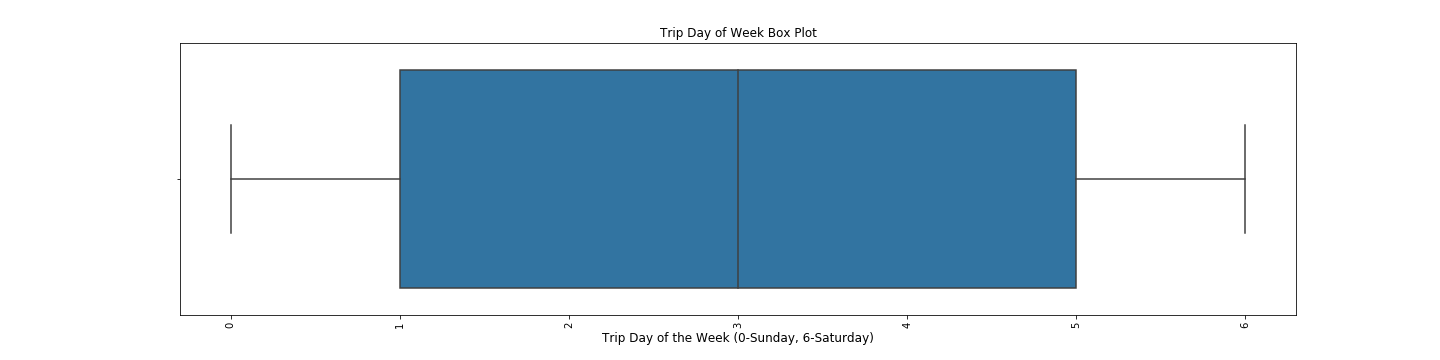 Trip Day of Week Box Plot
0 1 2 3 4 5 6
Trip Day of the Week (0-Sunday, 6-Saturday)